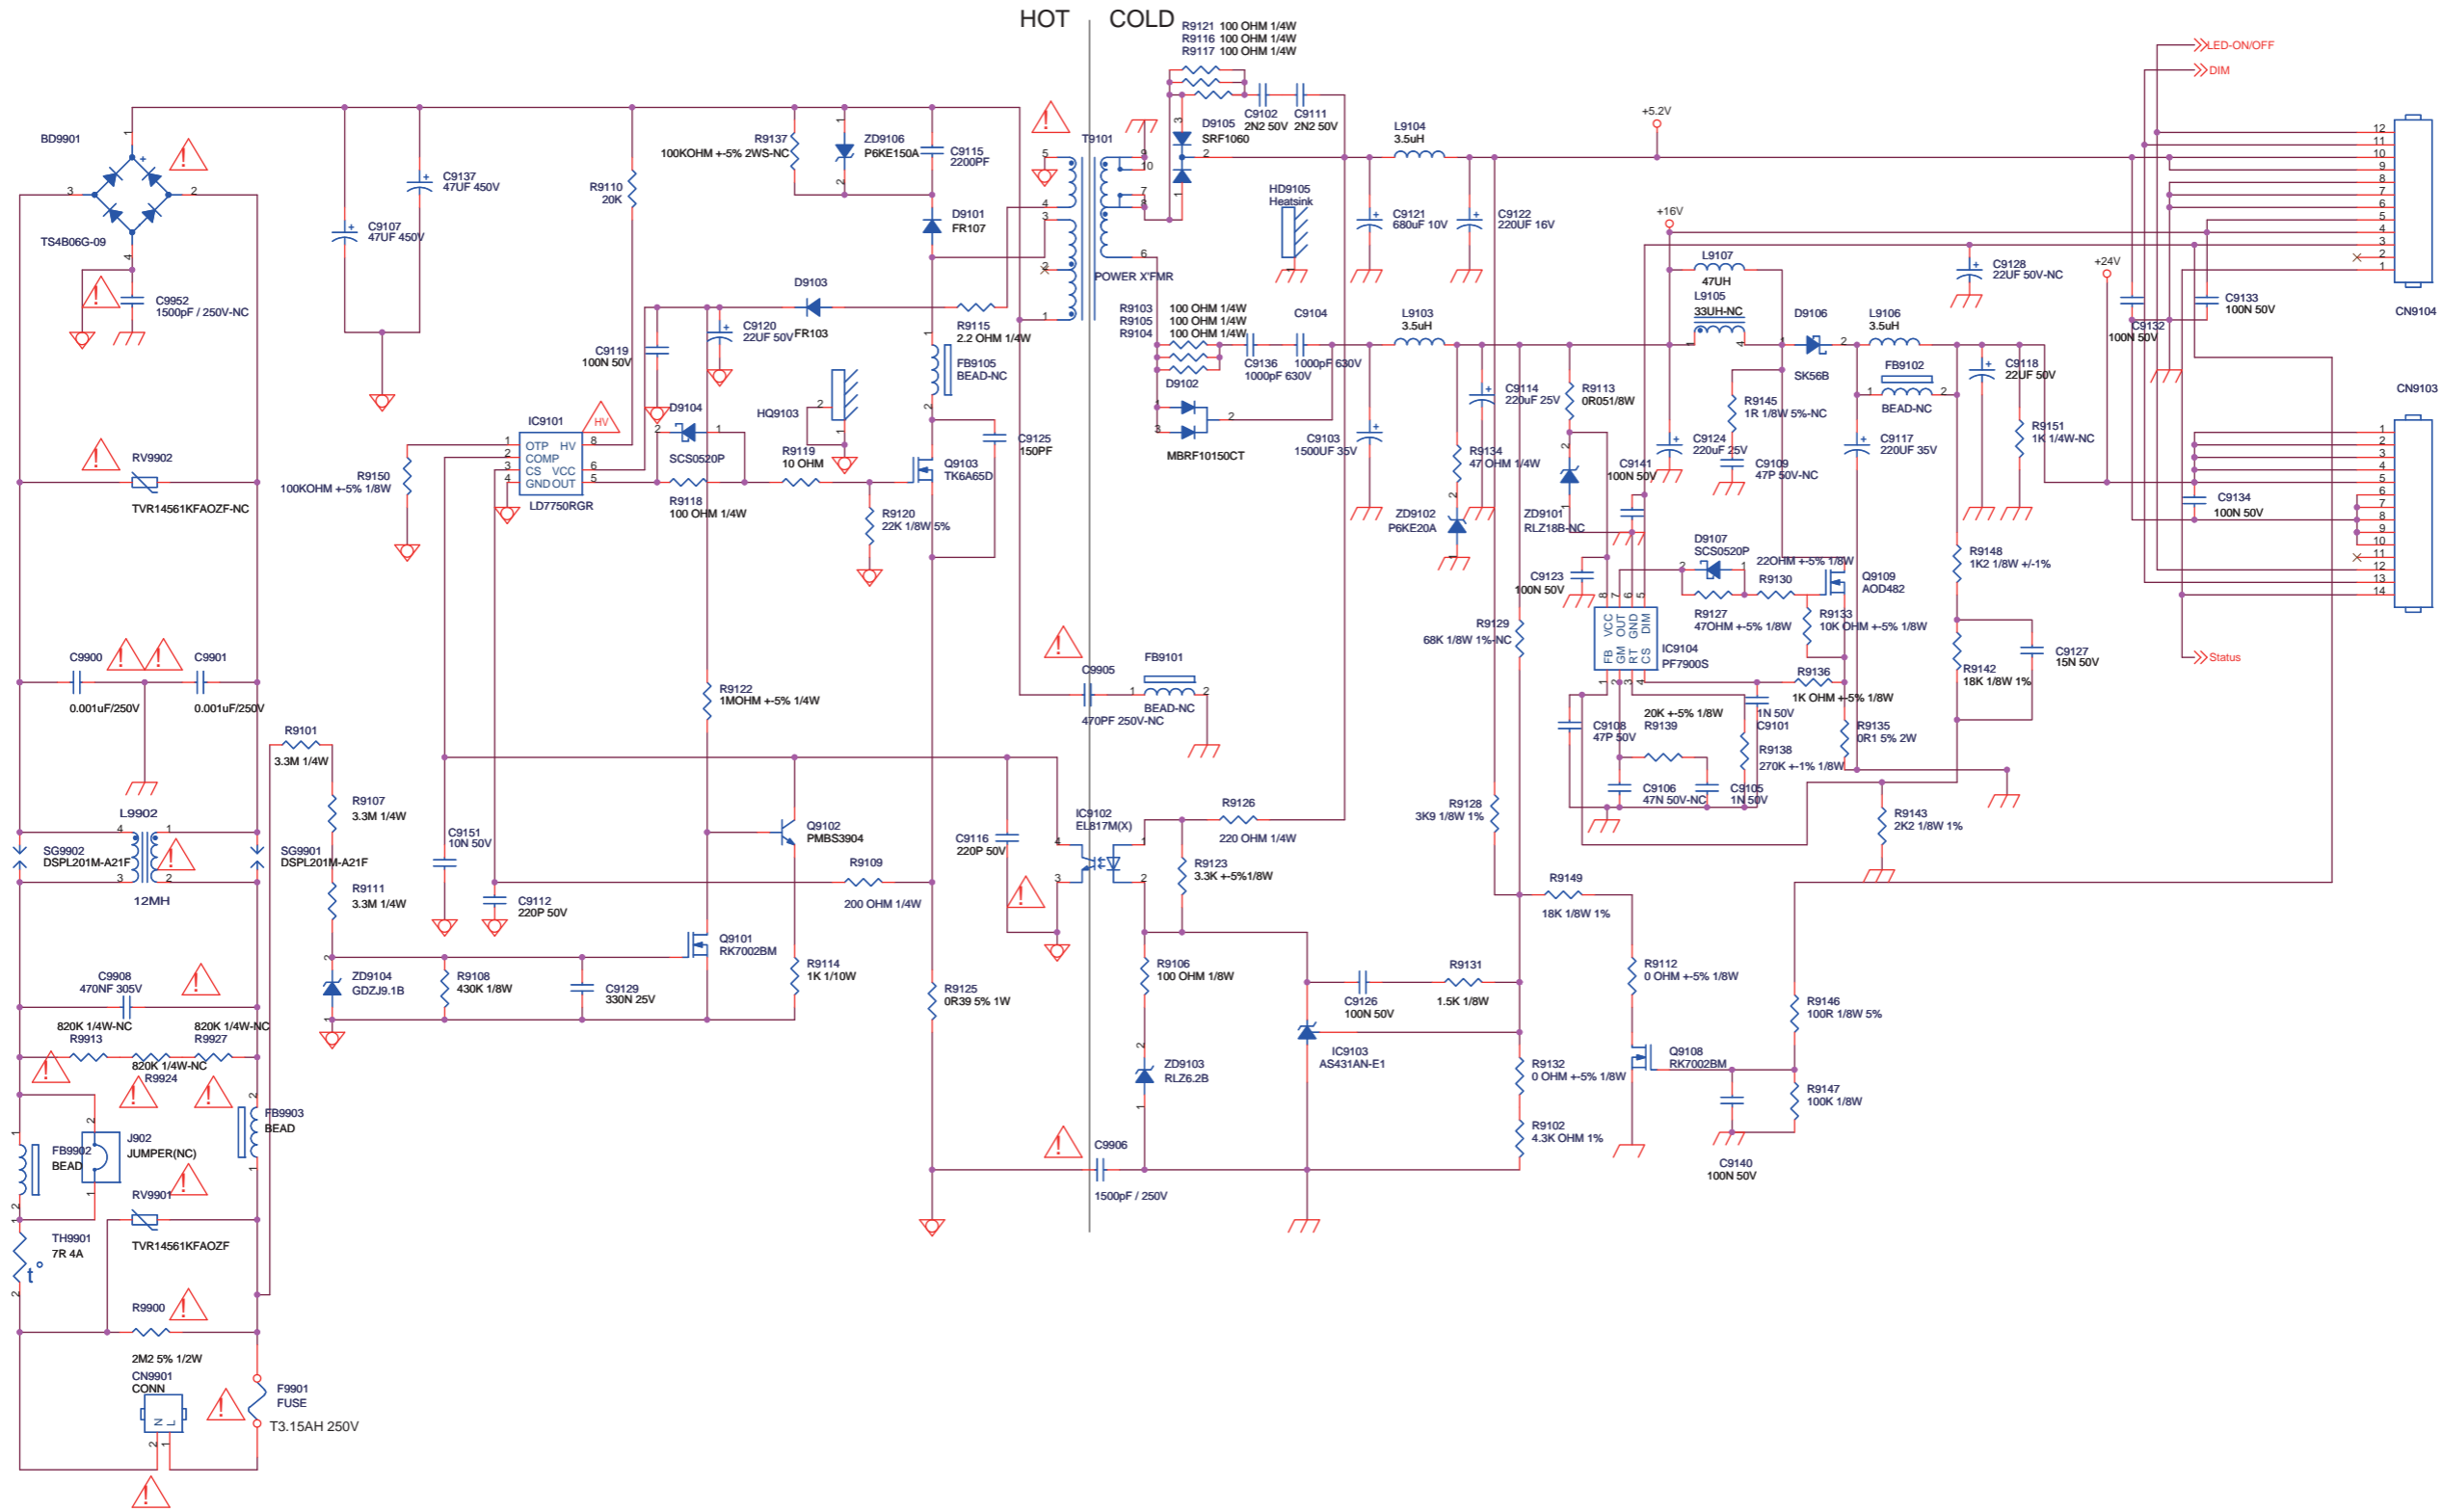 HOT
COLD
R9121 100 OHM 1/4W
R9116 100 OHM 1/4W
R9117 100 OHM 1/4W
LED-ON/OFF
DIM
BD9901
TS4B06G-09
C9137
47UF 450V
C9107
47UF 450V
R9110
20K
R9137
100KOHM +-5% 2WS-NC
ZD9106
P6KE150A
C9115
2200PF
D9101
FR107
T9101
POWER X'FMR
D9105
SRF1060
C9102
2N2 50V
C9111
2N2 50V
L9104
3.5uH
+5.2V
HD9105
Heatsink
C9121
680uF 10V
C9122
220UF 16V
+16V
L9107
47UH
L9105
33UH-NC
D9106
SK56B
L9106
3.5uH
C9128
22UF 50V-NC
+24V
C9132
100N 50V
C9133
100N 50V
CN9104
CN9103
C9952
1500pF / 250V-NC
D9103
FR103
C9120
22UF 50V
C9119
100N 50V
R9115
2.2 OHM 1/4W
FB9105
BEAD-NC
R9103
R9105
R9104
100 OHM 1/4W
100 OHM 1/4W
100 OHM 1/4W
C9104
1000pF 630V
C9136
1000pF 630V
D9102
MBRF10150CT
L9103
3.5uH
C9103
1500UF 35V
C9114
220uF 25V
R9113
0R051/8W
R9134
47 OHM 1/4W
ZD9102
P6KE20A
ZD9101
RLZ18B-NC
C9141
100N 50V
C9124
220uF 25V
R9145
1R 1/8W 5%-NC
C9109
47P 50V-NC
FB9102
BEAD-NC
C9117
220UF 35V
C9118
22UF 50V
R9151
1K 1/4W-NC
C9134
100N 50V
RV9902
TVR14561KFAOZF-NC
R9150
100KOHM +-5% 1/8W
IC9101
OTP
COMP
CS
GND
HV
VCC
OUT
LD7750RGR
HV
D9104
SCS0520P
R9118
100 OHM 1/4W
HQ9103
R9119
10 OHM
R9120
22K 1/8W 5%
Q9103
TK6A65D
C9125
150PF
C9123
100N 50V
D9107
SCS0520P
22OHM +-5% 1/8W
R9130
R9127
47OHM +-5% 1/8W
Q9109
AOD482
R9133
10K OHM +-5% 1/8W
R9148
1K2 1/8W +/-1%
R9142
18K 1/8W 1%
C9127
15N 50V
IC9104
PF7900S
VCC
OUT
GND
DIM
FB
GM
RT
CS
R9136
1K OHM +-5% 1/8W
R9135
0R1 5% 2W
C9101
1N 50V
R9138
270K +-1% 1/8W
20K +-5% 1/8W
R9139
C9108
47P 50V
C9106
47N 50V-NC
C9105
1N 50V
R9143
2K2 1/8W 1%
Status
R9129
68K 1/8W 1%-NC
R9128
3K9 1/8W 1%
C9905
470PF 250V-NC
FB9101
BEAD-NC
C9900
0.001uF/250V
C9901
0.001uF/250V
R9101
3.3M 1/4W
R9107
3.3M 1/4W
R9111
3.3M 1/4W
R9122
1MOHM +-5% 1/4W
L9902
12MH
SG9902
DSPL201M-A21F
SG9901
DSPL201M-A21F
C9151
10N 50V
C9112
220P 50V
Q9102
PMBS3904
R9109
200 OHM 1/4W
C9116
220P 50V
IC9102
EL817M(X)
R9126
220 OHM 1/4W
R9123
3.3K +-5%1/8W
R9149
18K 1/8W 1%
Q9101
RK7002BM
ZD9104
GDZJ9.1B
R9108
430K 1/8W
C9129
330N 25V
R9114
1K 1/10W
R9125
0R39 5% 1W
R9106
100 OHM 1/8W
ZD9103
RLZ6.2B
C9126
100N 50V
R9131
1.5K 1/8W
IC9103
AS431AN-E1
R9112
0 OHM +-5% 1/8W
R9132
0 OHM +-5% 1/8W
R9102
4.3K OHM 1%
Q9108
RK7002BM
R9146
100R 1/8W 5%
R9147
100K 1/8W
C9140
100N 50V
C9906
1500pF / 250V
C9908
470NF 305V
820K 1/4W-NC
R9913
820K 1/4W-NC
R9927
820K 1/4W-NC
R9924
FB9903
BEAD
FB9902
BEAD
J902
JUMPER(NC)
RV9901
TVR14561KFAOZF
TH9901
7R 4A
t°
R9900
2M2 5% 1/2W
CN9901
CONN
N
L
F9901
FUSE
T3.15AH 250V